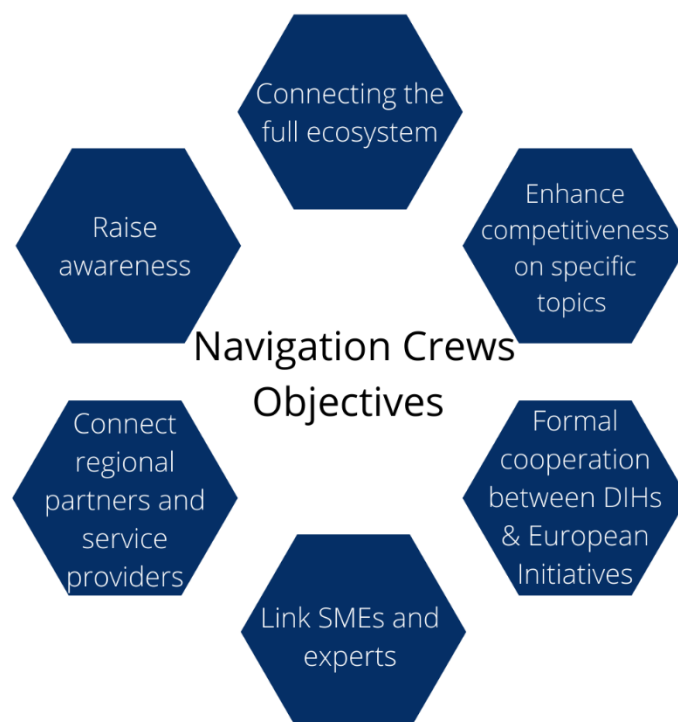 Connecting the
full ecosystem
Raise
awareness
Enhance
competitiveness
on specific
topics
Navigation Crews
Objectives
Connect
regional
partners and
service
providers
Formal
cooperation
between DIHs
& European
Initiatives
Link SMEs and
experts